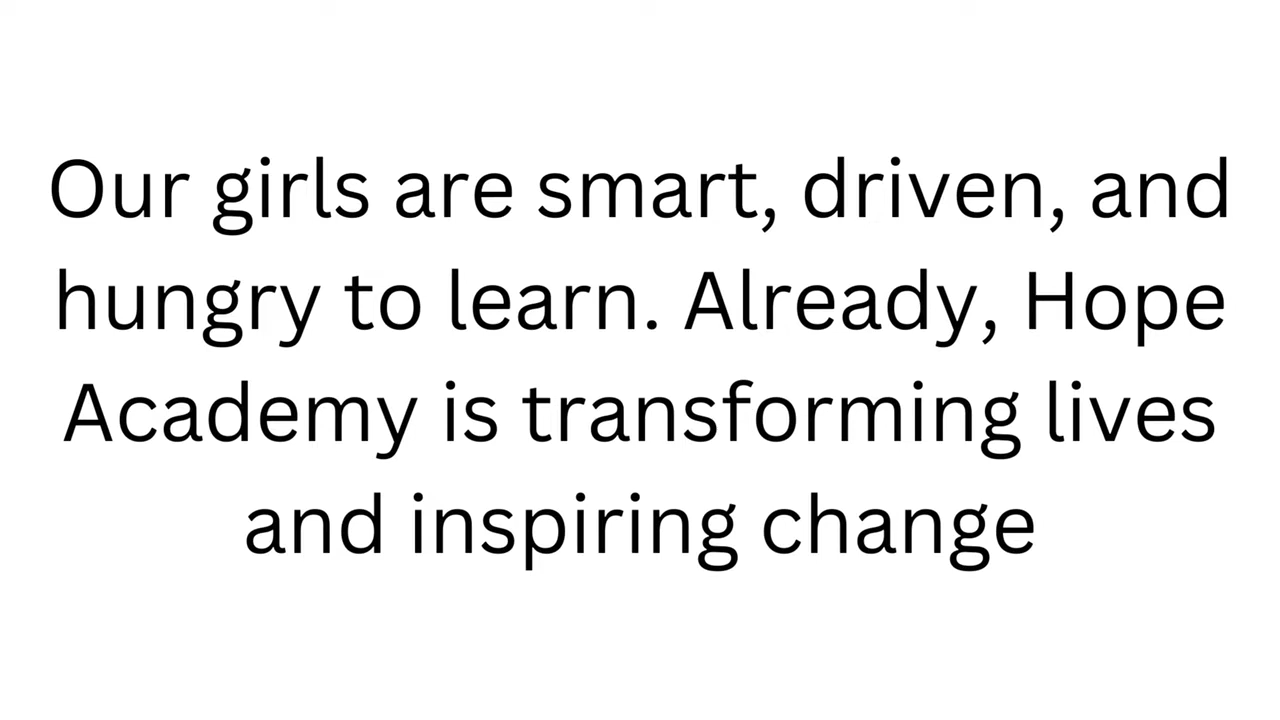 Our girls are smart, driven, and
hungry to learn. Already, Hope
Academy is transforming lives
and inspiring change